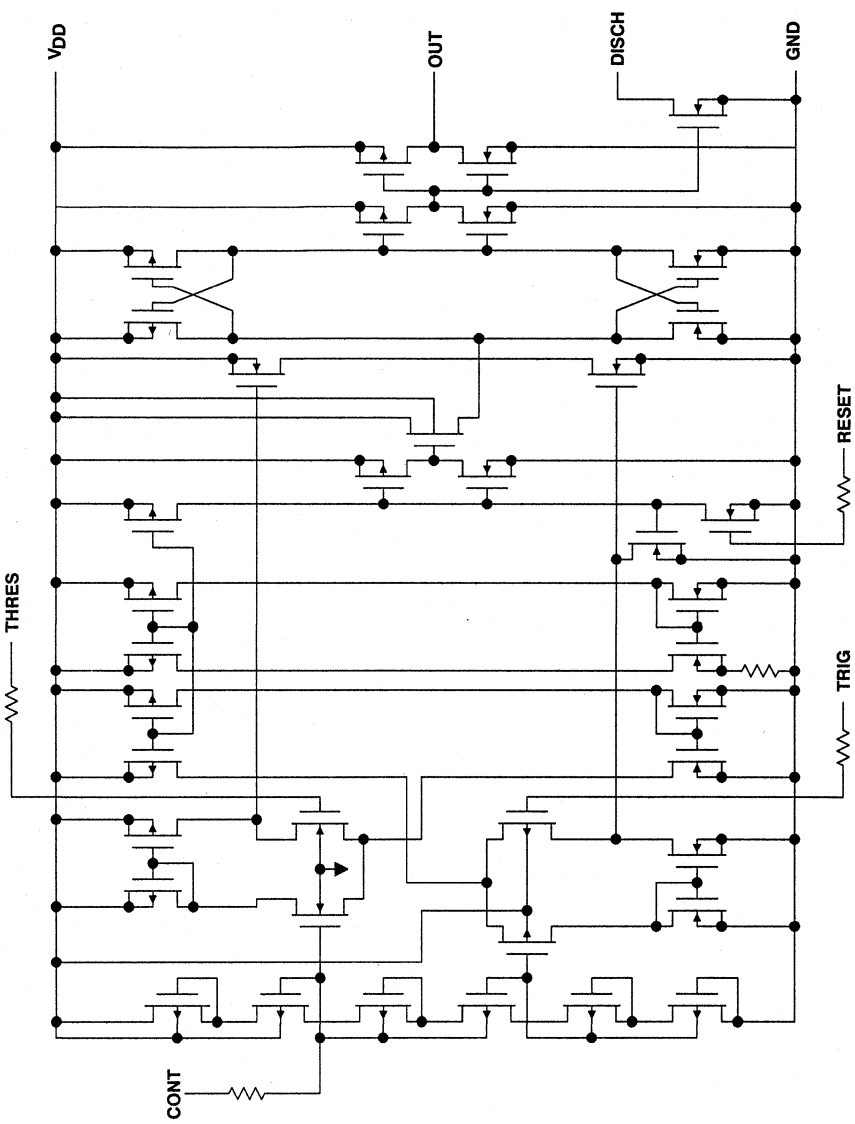 VDD
OUT
DISCH
GND
RESET
THRES
TRIG
CONT